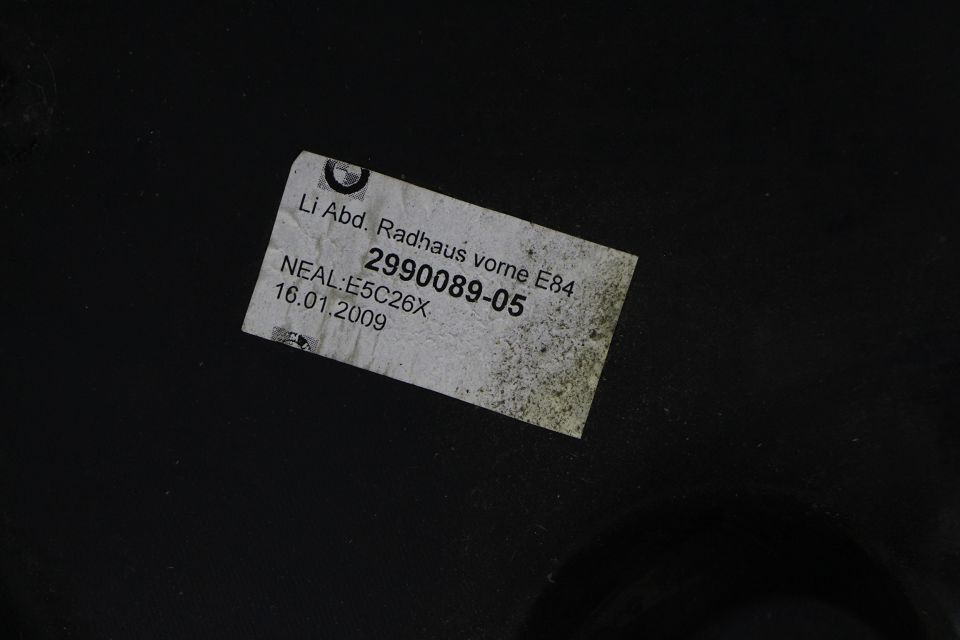 Li Abd. Radhaus vorne E84
2990089-05
NEAL:E5C26X
16.01.2009